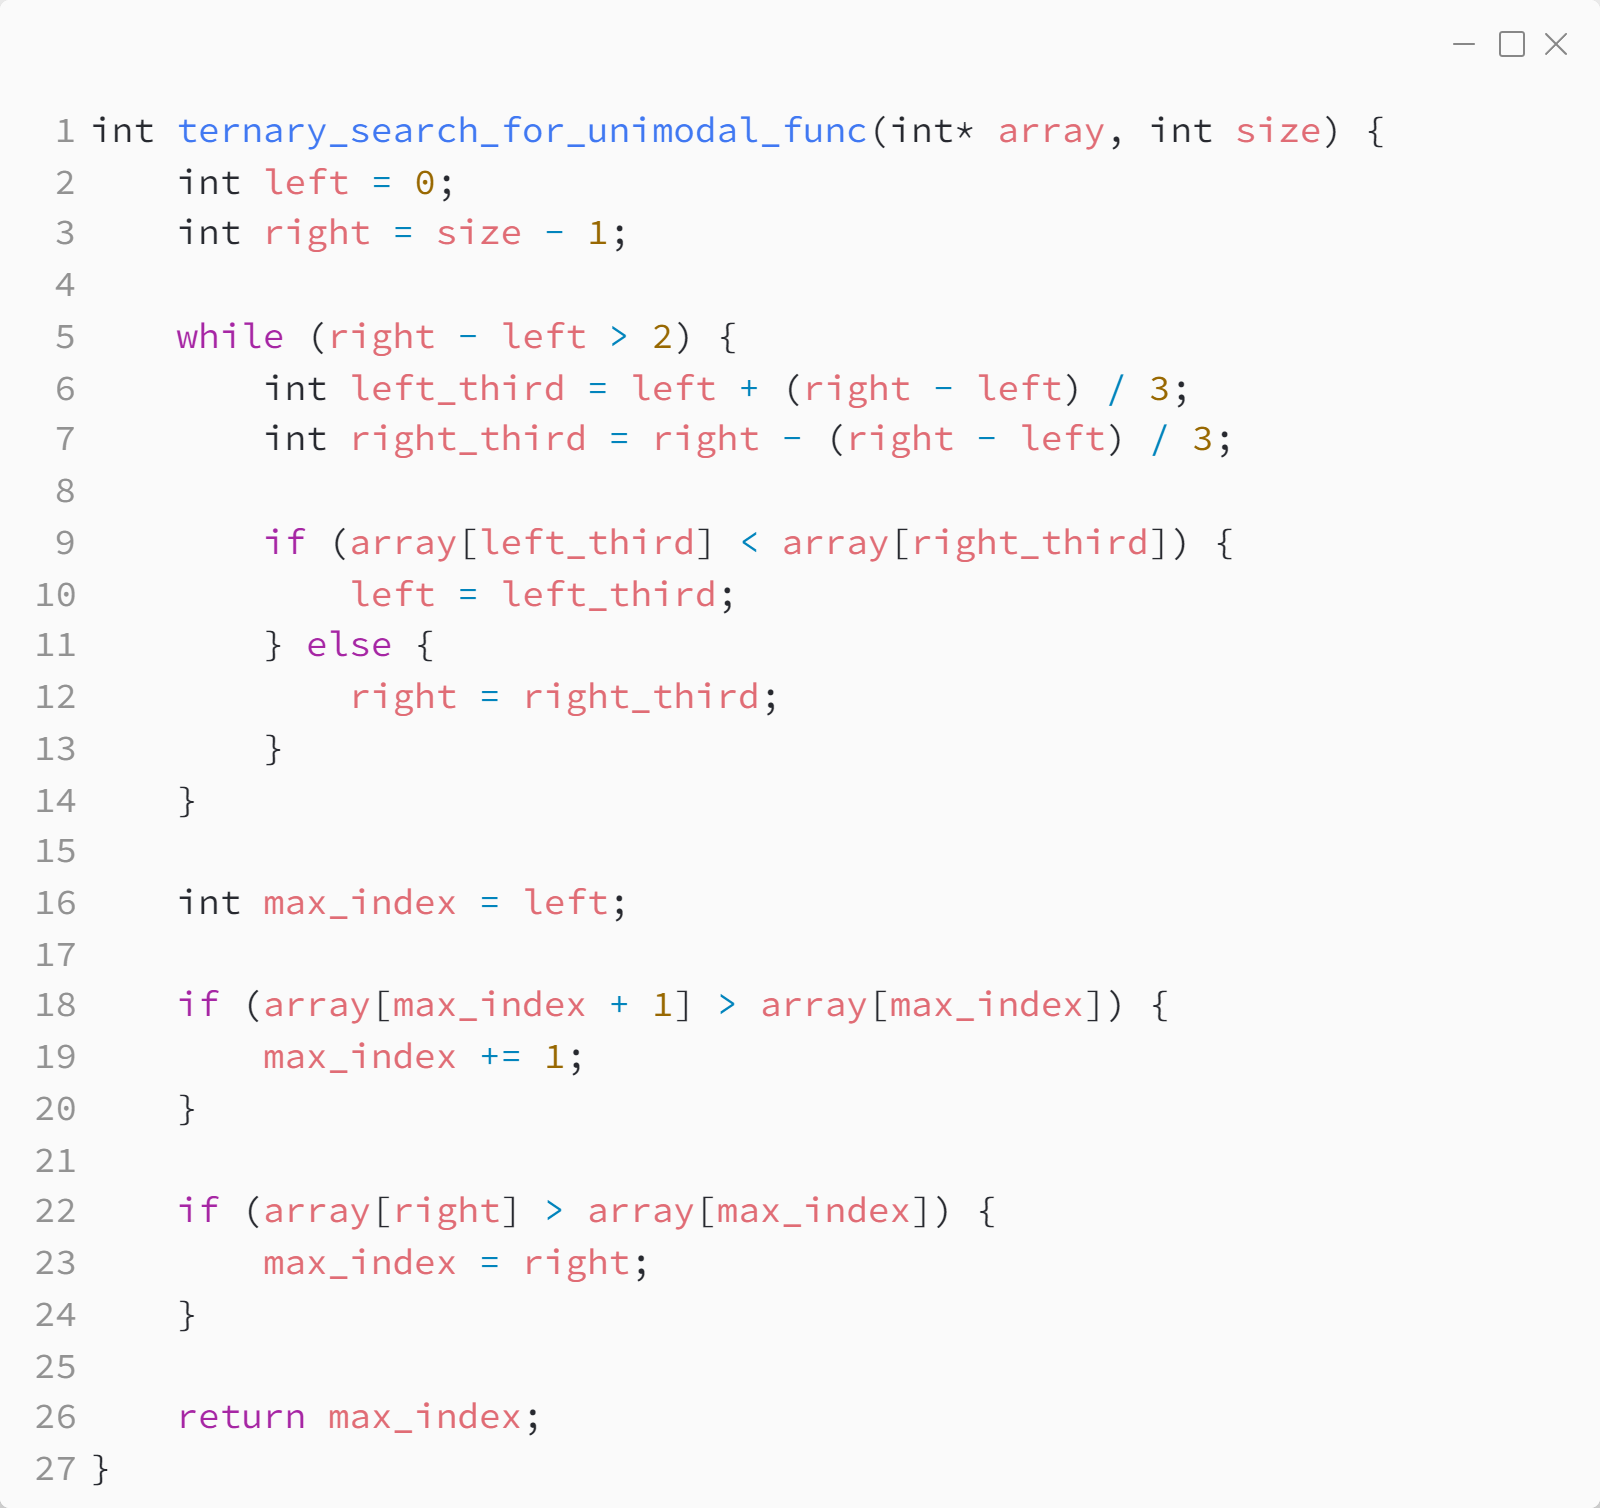 1 int ternary_search_for_unimodal_func(int* array, int size) {
2     int left = 0;
3     int right = size - 1;
4
5     while (right - left > 2) {
6         int left_third = left + (right - left) / 3;
7         int right_third = right - (right - left) / 3;
8
9         if (array[left_third] < array[right_third]) {
10             left = left_third;
11         } else {
12             right = right_third;
13         }
14     }
15
16     int max_index = left;
17
18     if (array[max_index + 1] > array[max_index]) {
19         max_index += 1;
20     }
21
22     if (array[right] > array[max_index]) {
23         max_index = right;
24     }
25
26     return max_index;
27 }